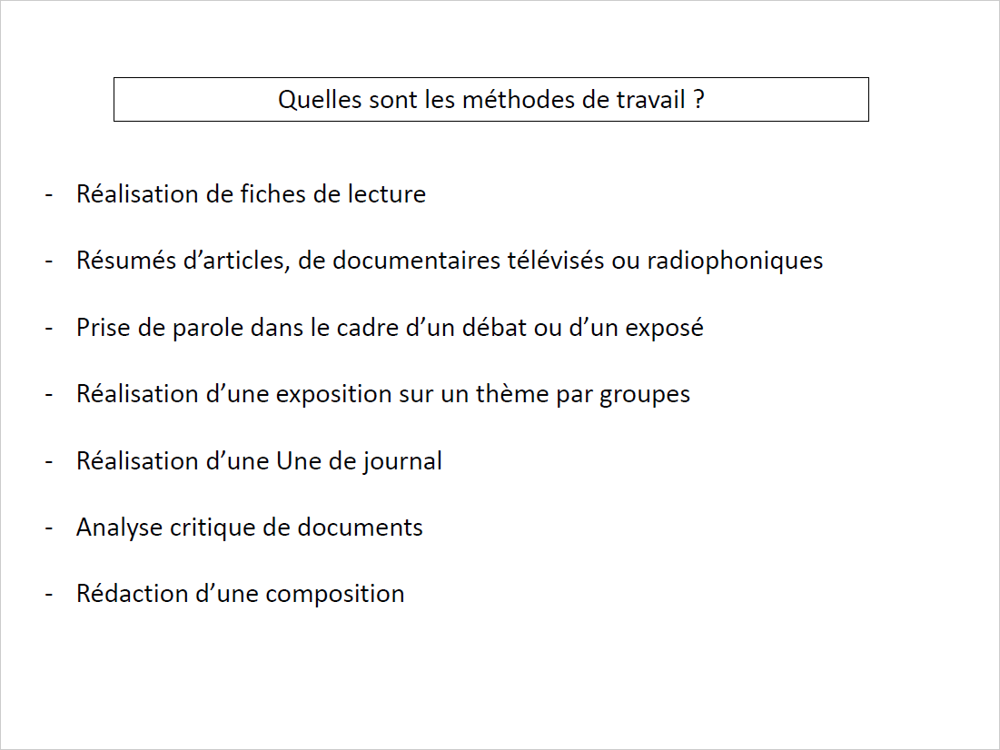 Quelles sont les méthodes de travail ?
- Réalisation de fiches de lecture
- Résumés d’articles, de documentaires télévisés ou radiophoniques
- Prise de parole dans le cadre d’un débat ou d’un exposé
- Réalisation d’une exposition sur un thème par groupes
- Réalisation d’une Une de journal
- Analyse critique de documents
- Rédaction d’une composition